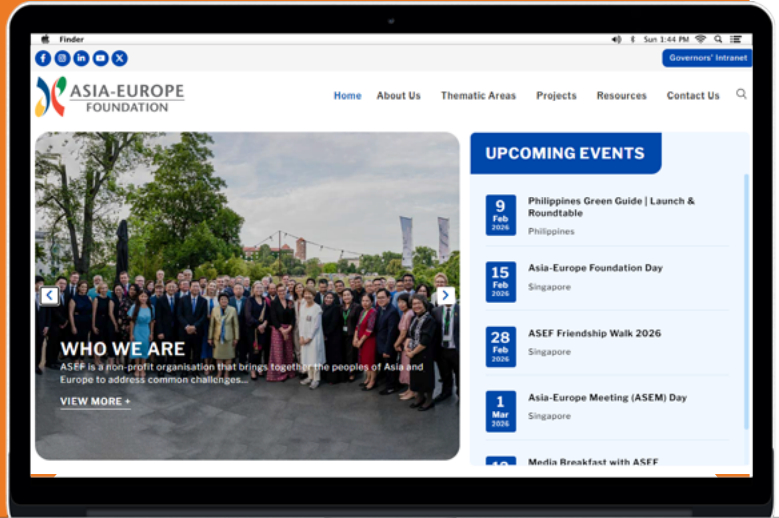 Finder
Sun 1:44 PM
Governors' Intranet
ASIA-EUROPE
FOUNDATION
Home About Us Thematic Areas Projects Resources Contact Us
UPCOMING EVENTS
9
Feb
2026
Philippines Green Guide | Launch &
Roundtable
Philippines
15
Feb
2026
Asia-Europe Foundation Day
Singapore
28
Feb
2026
ASEF Friendship Walk 2026
Singapore
1
Mar
2026
Asia-Europe Meeting (ASEM) Day
Singapore
Media Breakfast with ASEF
WHO WE ARE
ASEF is a non-profit organisation that brings together the peoples of Asia and
Europe to address common challenges...
VIEW MORE +